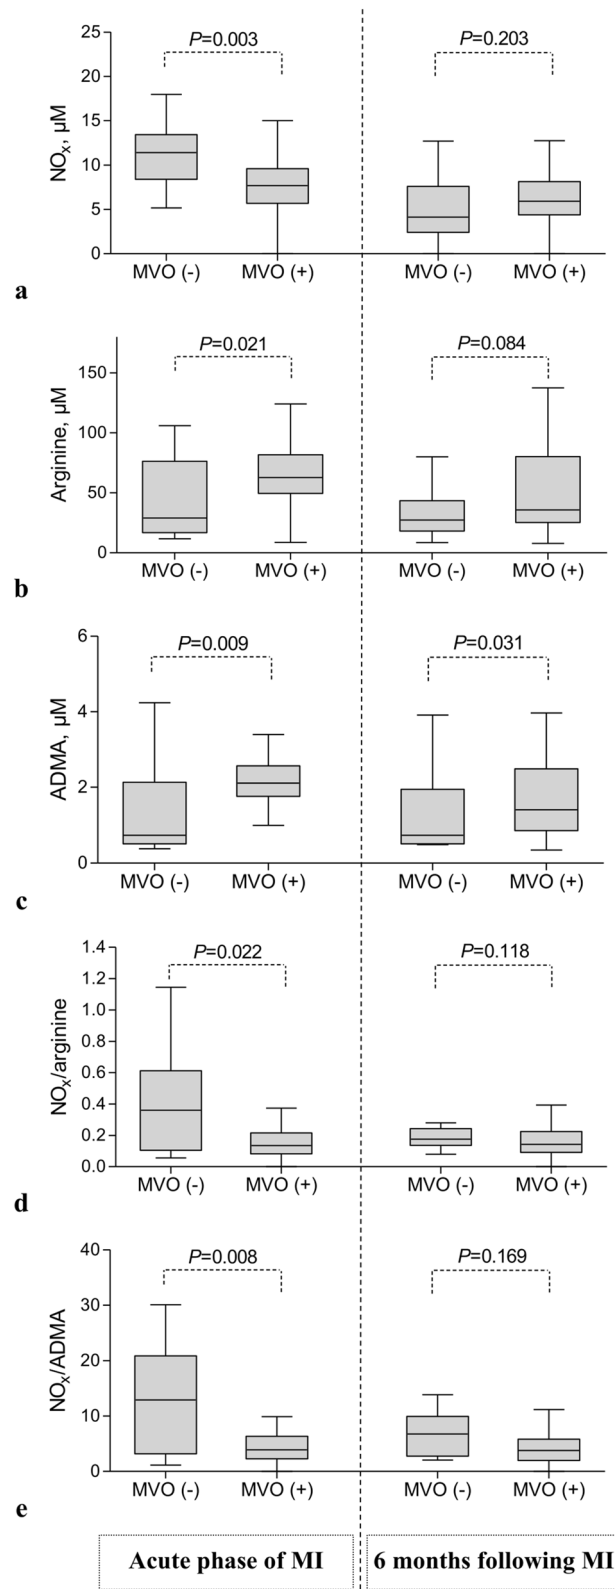 P=0.003 P=0.203
NOx, µM
25
20
15
10
5
0
MVO (-) MVO (+) MVO (-) MVO (+)
a
P=0.021 P=0.084
Arginine, µM
150
100
50
0
MVO (-) MVO (+) MVO (-) MVO (+)
b
P=0.009 P=0.031
ADMA, µM
6
4
2
0
MVO (-) MVO (+) MVO (-) MVO (+)
c
P=0.022 P=0.118
NOx/arginine
1.4
1.2
1.0
0.8
0.6
0.4
0.2
0.0
MVO (-) MVO (+) MVO (-) MVO (+)
d
P=0.008 P=0.169
NOx/ADMA
40
30
20
10
0
MVO (-) MVO (+) MVO (-) MVO (+)
e
Acute phase of MI 6 months following MI